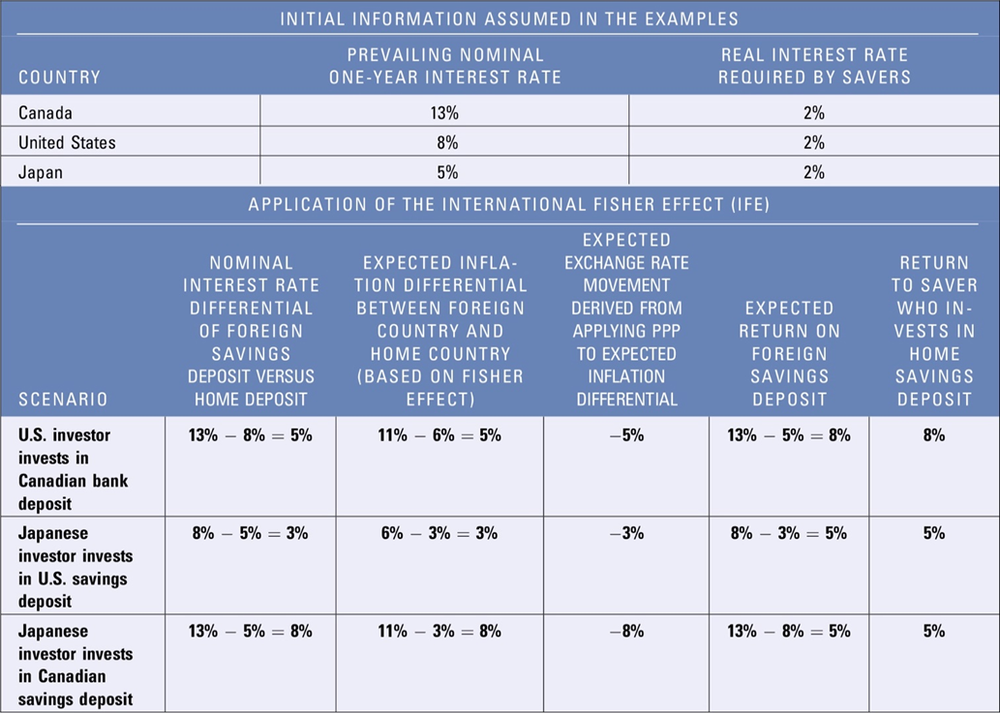 INITIAL INFORMATION ASSUMED IN THE EXAMPLES
COUNTRY
PREVAILING NOMINAL
ONE-YEAR INTEREST RATE
REAL INTEREST RATE
REQUIRED BY SAVERS
Canada 13% 2%
United States 8% 2%
Japan 5% 2%
APPLICATION OF THE INTERNATIONAL FISHER EFFECT (IFE)
SCENARIO
NOMINAL
INTEREST RATE
DIFFERENTIAL
OF FOREIGN
SAVINGS
DEPOSIT VERSUS
HOME DEPOSIT
EXPECTED INFLA-
TION DIFFERENTIAL
BETWEEN FOREIGN
COUNTRY AND
HOME COUNTRY
(BASED ON FISHER
EFFECT)
EXPECTED
EXCHANGE RATE
MOVEMENT
DERIVED FROM
APPLYING PPP
TO EXPECTED
INFLATION
DIFFERENTIAL
EXPECTED
RETURN ON
FOREIGN
SAVINGS
DEPOSIT
RETURN
TO SAVER
WHO IN-
VESTS IN
HOME
SAVINGS
DEPOSIT
U.S. investor
invests in
Canadian bank
deposit
13% − 8% = 5%
11% − 6% = 5%
−5%
13% − 5% = 8%
8%
Japanese
investor invests
in U.S. savings
deposit
8% − 5% = 3%
6% − 3% = 3%
−3%
8% − 3% = 5%
5%
Japanese
investor invests
in Canadian
savings deposit
13% − 5% = 8%
11% − 3% = 8%
−8%
13% − 8% = 5%
5%